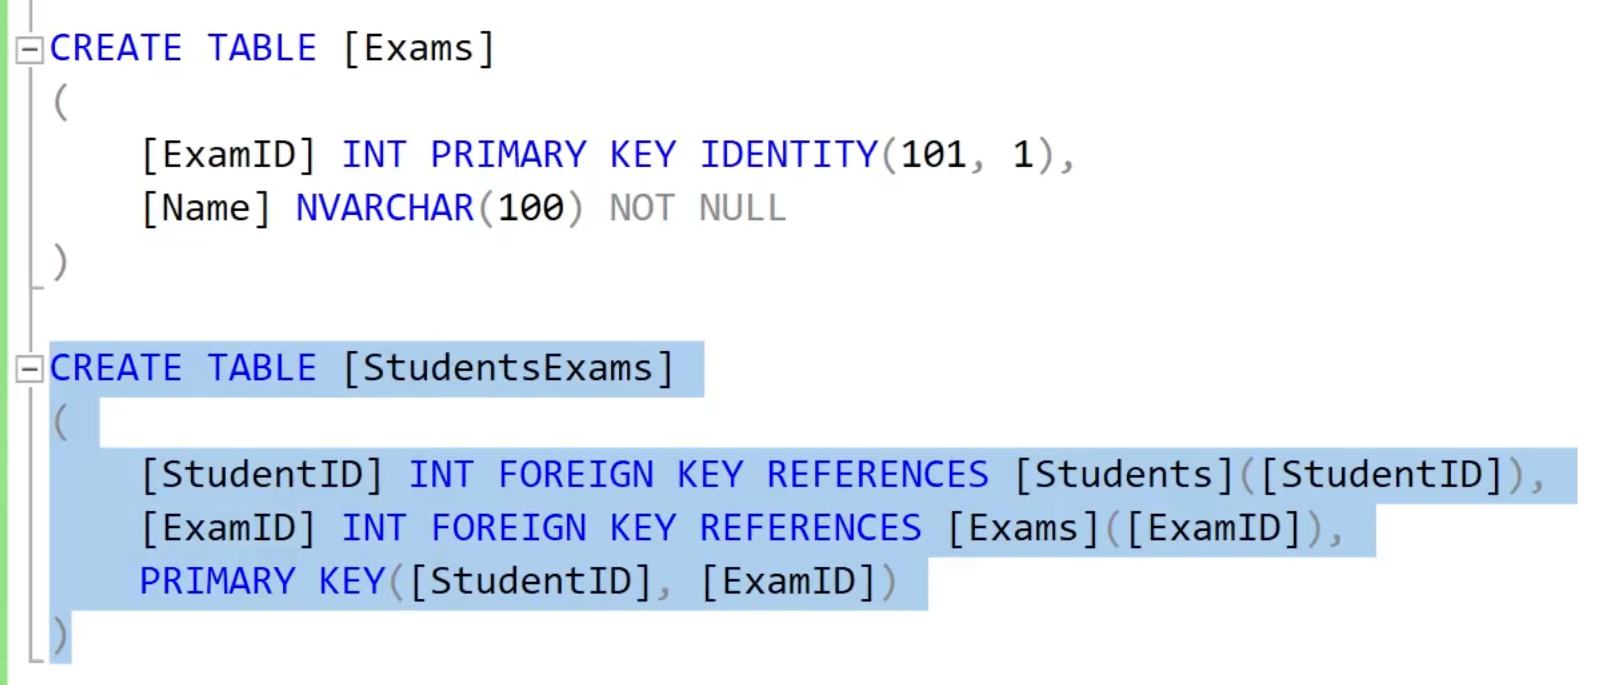 CREATE TABLE [Exams]
(
[ExamID] INT PRIMARY KEY IDENTITY(101, 1),
[Name] NVARCHAR(100) NOT NULL
)
CREATE TABLE [StudentsExams]
(
[StudentID] INT FOREIGN KEY REFERENCES [Students]([StudentID]),
[ExamID] INT FOREIGN KEY REFERENCES [Exams]([ExamID]),
PRIMARY KEY([StudentID], [ExamID])
)